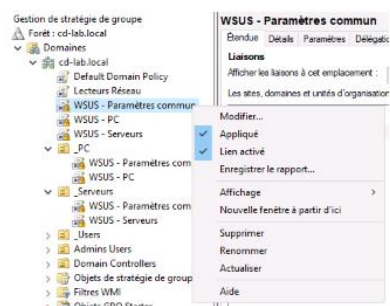 Gestion de stratégie de groupe
Forêt : cd-lab.local
Domaines
cd-lab.local
Default Domain Policy
Lecteurs Réseau
WSUS - Paramètres commun
WSUS - PC
WSUS - Serveurs
_PC
WSUS - Paramètres com
WSUS - PC
_Serveurs
WSUS - Paramètres com
WSUS - Serveurs
_Users
Admins Users
Domain Controllers
Objets de stratégie de group
Filtres WMI
Objets GPO Starter
WSUS - Paramètres commun
Étendue Détails Paramètres Délégatio
Liaisons
Afficher les liaisons à cet emplacement :
Les sites, domaines et unités d'organisation
Modifier...
Appliqué
Lien activé
Enregistrer le rapport...
Affichage
Nouvelle fenêtre à partir d'ici
Supprimer
Renommer
Actualiser
Aide